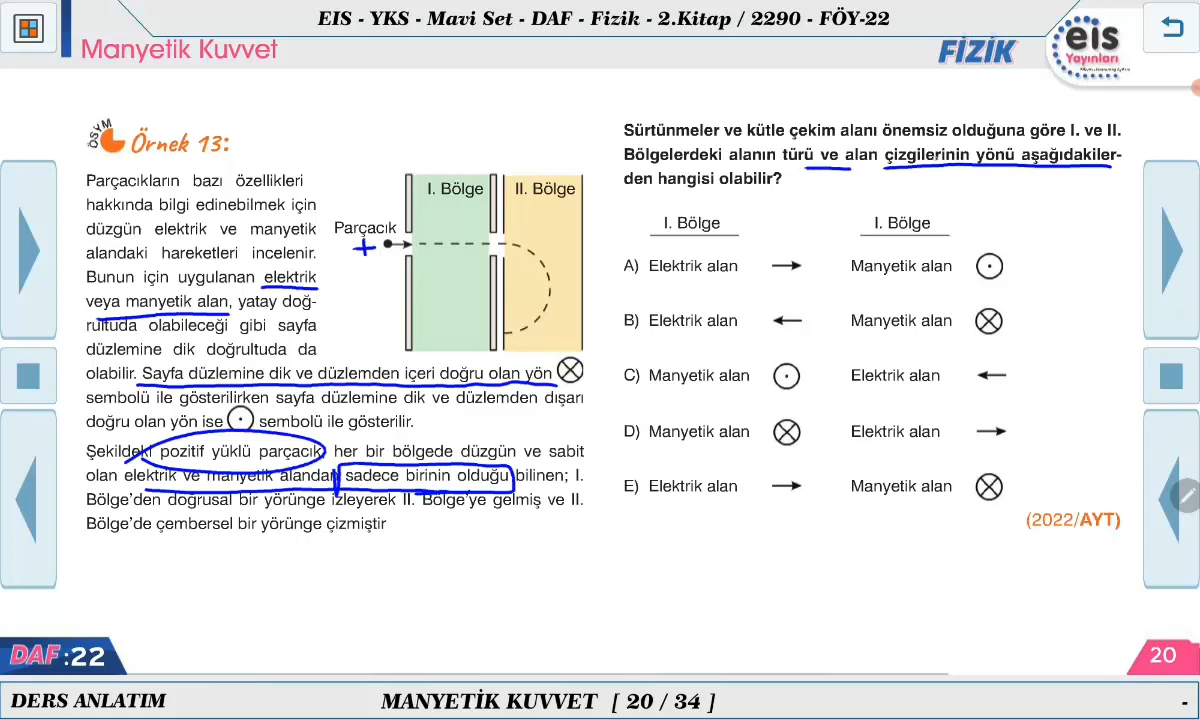 EIS - YKS - Mavi Set - DAF - Fizik - 2.Kitap / 2290 - FÖY-22
Manyetik Kuvvet
FİZİK
eis
Yayınları
ÖSYM
Örnek 13:
Parçacıkların bazı özellikleri
hakkında bilgi edinebilmek için
düzgün elektrik ve manyetik
alandaki hareketleri incelenir.
Bunun için uygulanan elektrik
veya manyetik alan, yatay doğ-
rultuda olabileceği gibi sayfa
düzlemine dik doğrultuda da
olabilir. Sayfa düzlemine dik ve düzlemden içeri doğru olan yön
sembolü ile gösterilirken sayfa düzlemine dik ve düzlemden dışarı
doğru olan yön ise sembolü ile gösterilir.
I. Bölge II. Bölge
Parçacık
+
Şekildeki pozitif yüklü parçacık, her bir bölgede düzgün ve sabit
olan elektrik ve manyetik alandan sadece birinin olduğu bilinen; I.
Bölge'den doğrusal bir yörünge izleyerek II. Bölge'ye gelmiş ve II.
Bölge'de çembersel bir yörünge çizmiştir
Sürtünmeler ve kütle çekim alanı önemsiz olduğuna göre I. ve II.
Bölgelerdeki alanın türü ve alan çizgilerinin yönü aşağıdakiler-
den hangisi olabilir?
I. Bölge I. Bölge
A) Elektrik alan → Manyetik alan ⊙
B) Elektrik alan ← Manyetik alan ⊗
C) Manyetik alan ⊙ Elektrik alan ←
D) Manyetik alan ⊗ Elektrik alan →
E) Elektrik alan → Manyetik alan ⊗
(2022/AYT)
DAF:22
20
DERS ANLATIM
MANYETİK KUVVET [ 20 / 34 ]
-